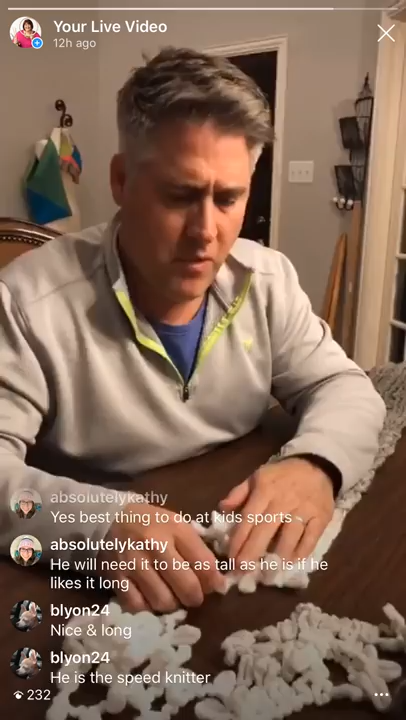 Your Live Video
12h ago
absolutelykathy
Yes best thing to do at kids sports
absolutelykathy
He will need it to be as tall as he is if he
likes it long
blyon24
Nice & long
blyon24
He is the speed knitter
232